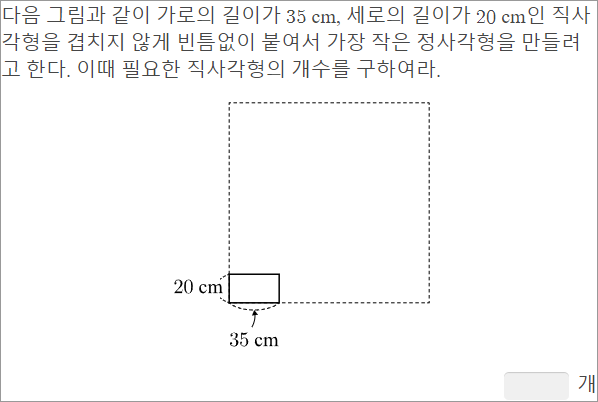 다음 그림과 같이 가로의 길이가 35 cm, 세로의 길이가 20 cm인 직사
각형을 겹치지 않게 빈틈없이 붙여서 가장 작은 정사각형을 만들려
고 한다. 이때 필요한 직사각형의 개수를 구하여라.
20 cm
35 cm
개